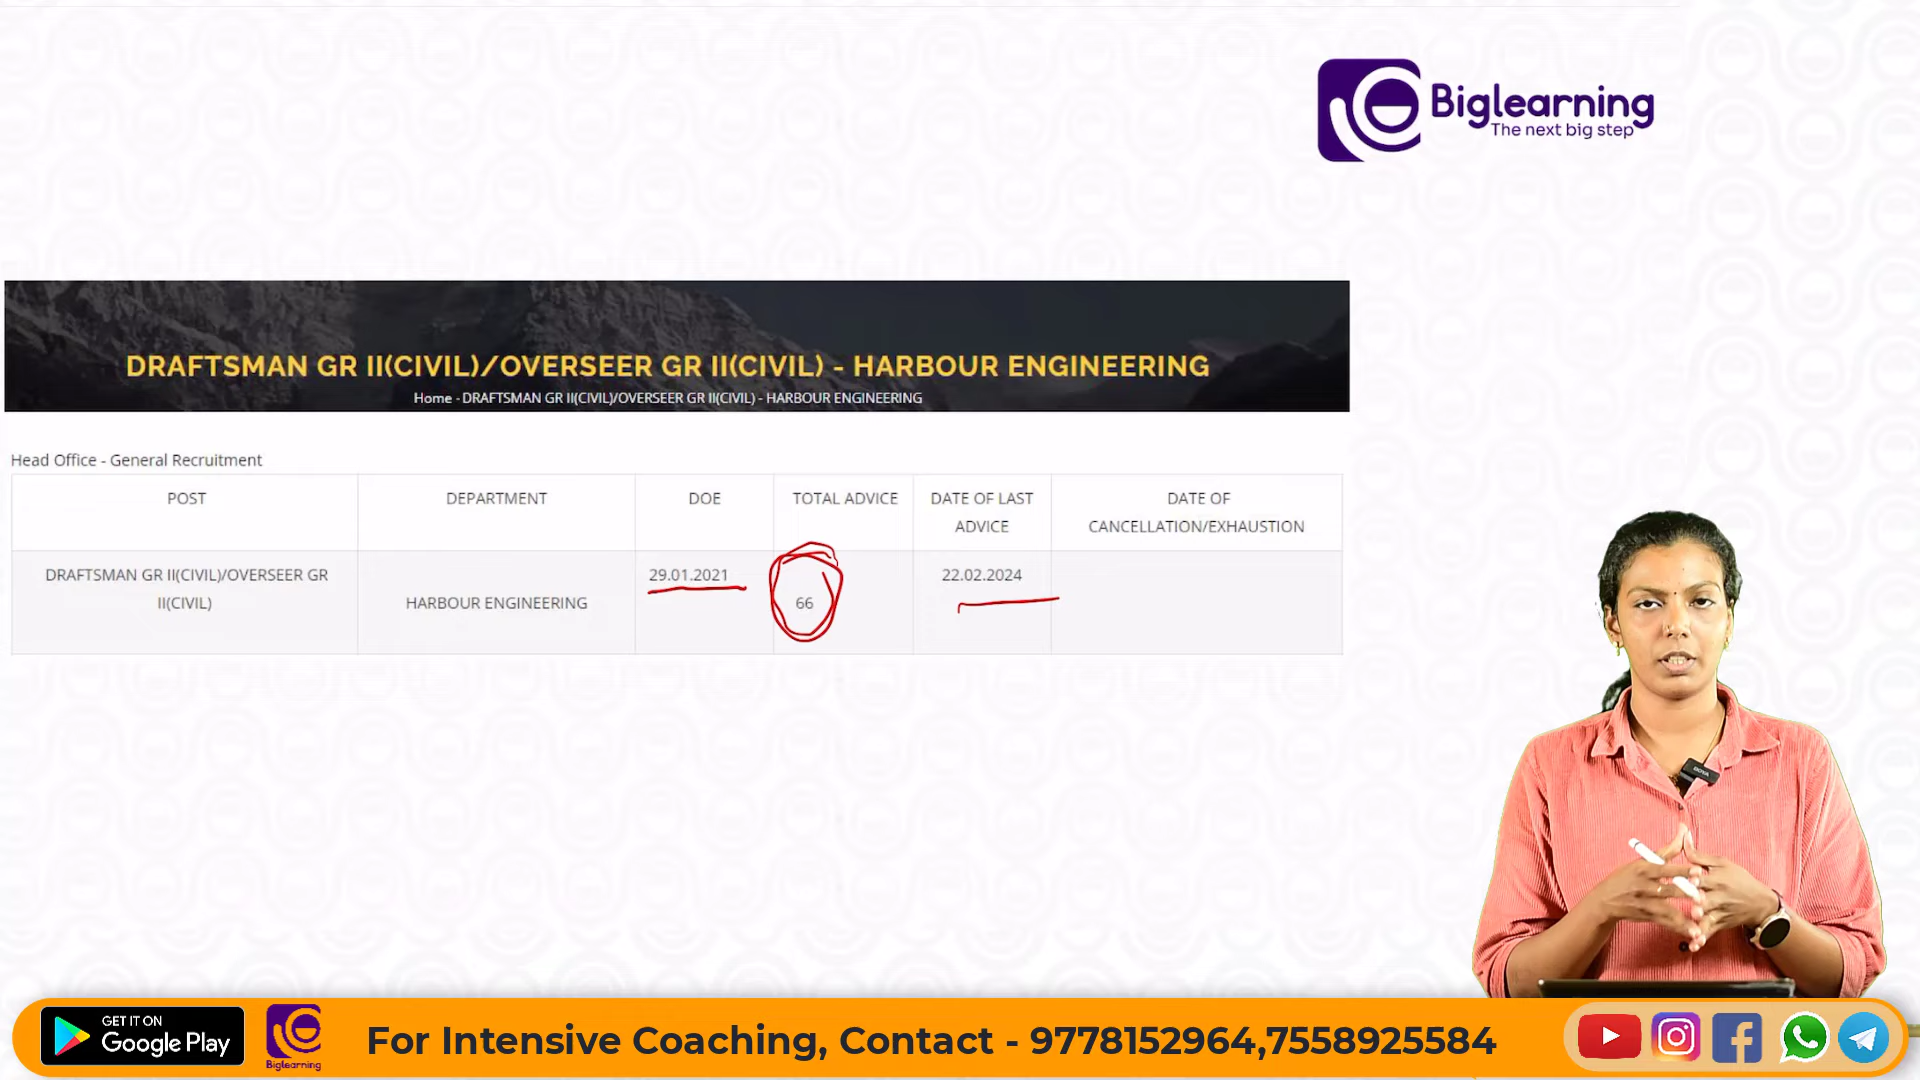 Biglearning
The next big step
DRAFTSMAN GR II(CIVIL)/OVERSEER GR II(CIVIL) - HARBOUR ENGINEERING
Home - DRAFTSMAN GR II(CIVIL)/OVERSEER GR II(CIVIL) - HARBOUR ENGINEERING
Head Office - General Recruitment
POST DEPARTMENT DOE TOTAL ADVICE DATE OF LAST DATE OF
ADVICE CANCELLATION/EXHAUSTION
DRAFTSMAN GR II(CIVIL)/OVERSEER GR 29.01.2021 22.02.2024
II(CIVIL) HARBOUR ENGINEERING 66
GET IT ON
Google Play
Biglearning
For Intensive Coaching, Contact - 9778152964,7558925584